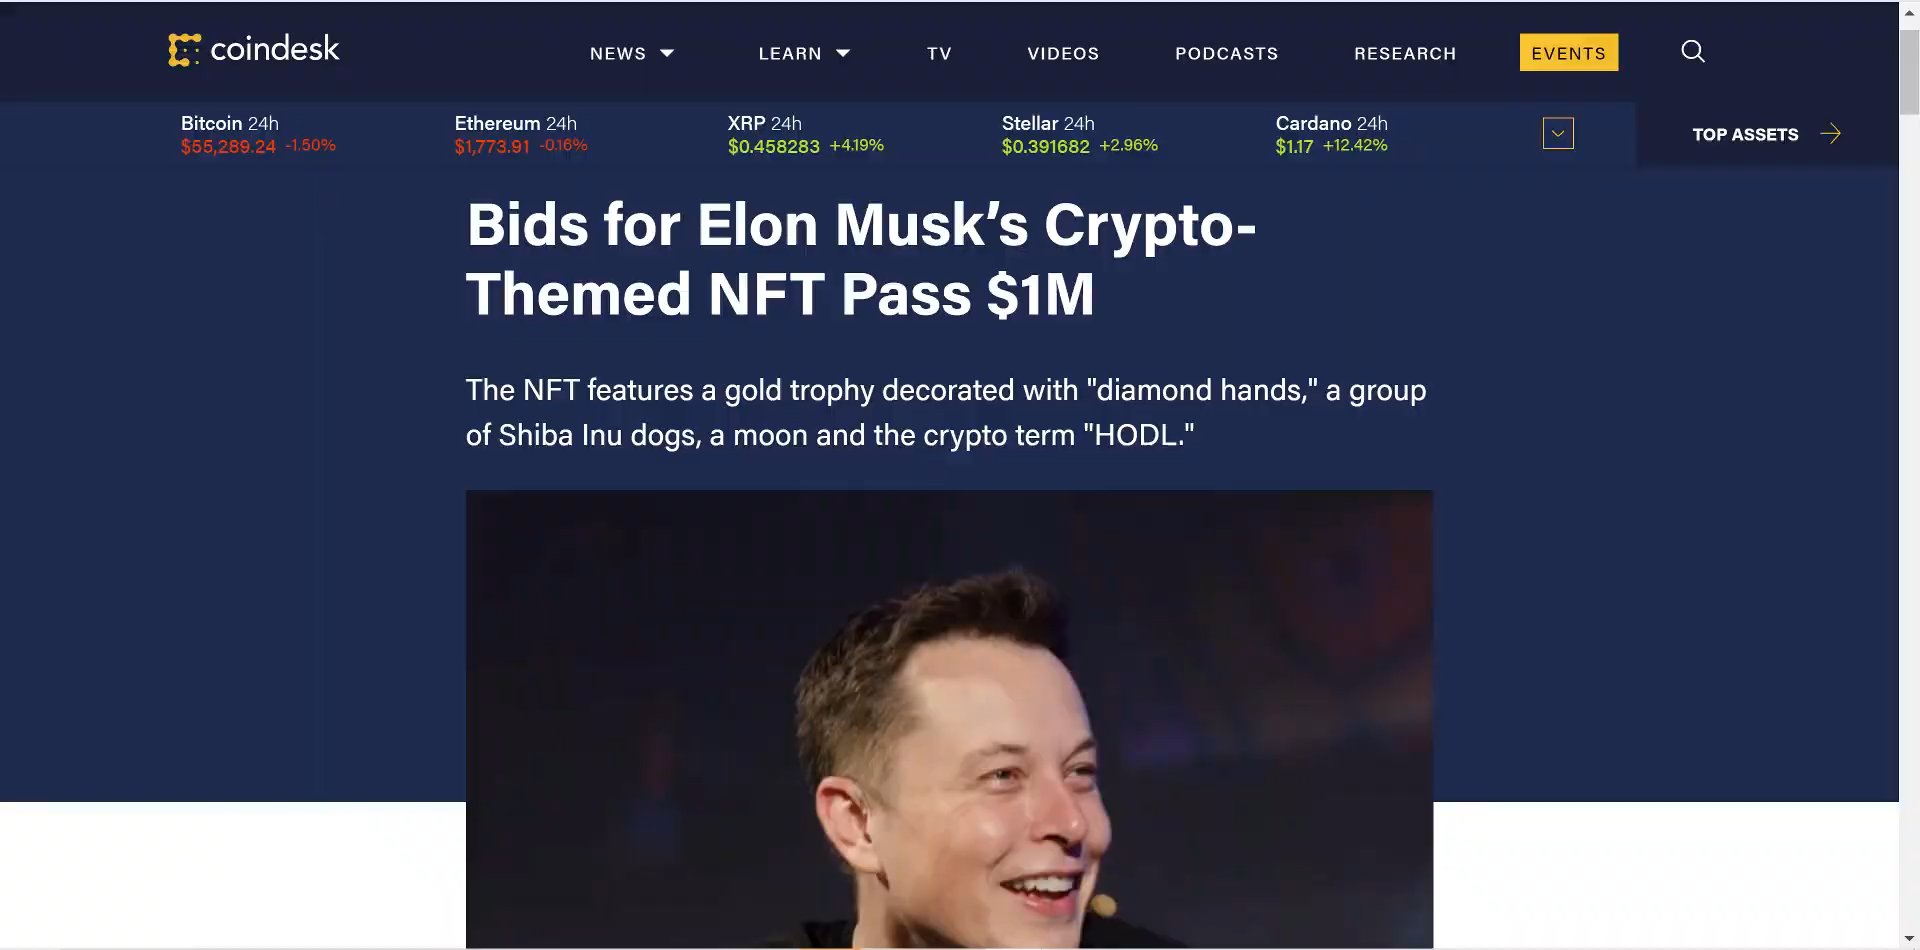 coindesk
NEWS
LEARN
TV
VIDEOS
PODCASTS
RESEARCH
EVENTS
Bitcoin 24h
$55,289.24 -1.50%
Ethereum 24h
$1,773.91 -0.16%
XRP 24h
$0.458283 +4.19%
Stellar 24h
$0.391682 +2.96%
Cardano 24h
$1.17 +12.42%
TOP ASSETS
Bids for Elon Musk’s Crypto-
Themed NFT Pass $1M
The NFT features a gold trophy decorated with "diamond hands," a group
of Shiba Inu dogs, a moon and the crypto term "HODL."